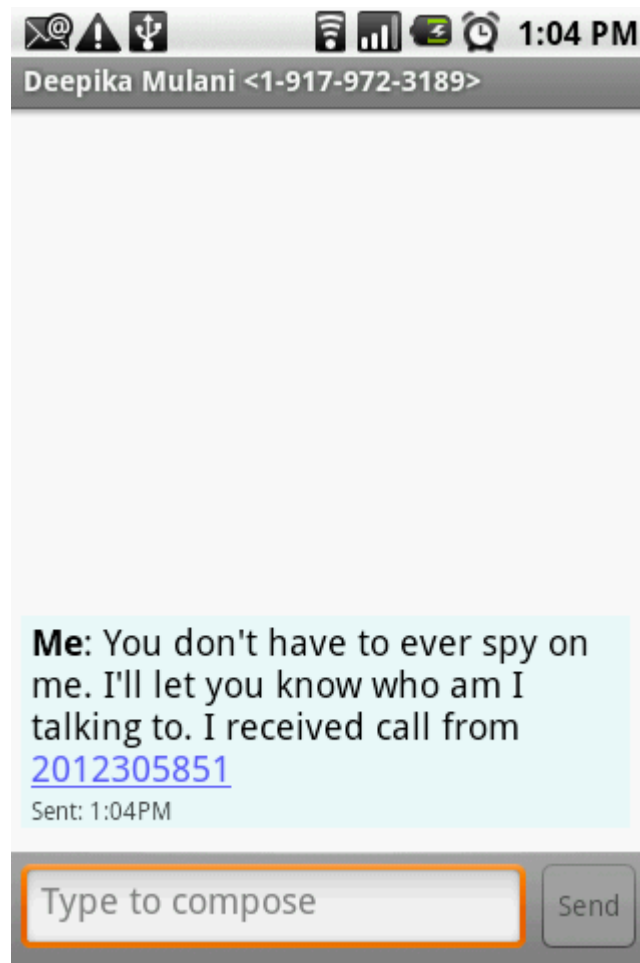 1:04 PM
Deepika Mulani <1-917-972-3189>
Me: You don't have to ever spy on
me. I'll let you know who am I
talking to. I received call from
2012305851
Sent: 1:04PM
Type to compose
Send